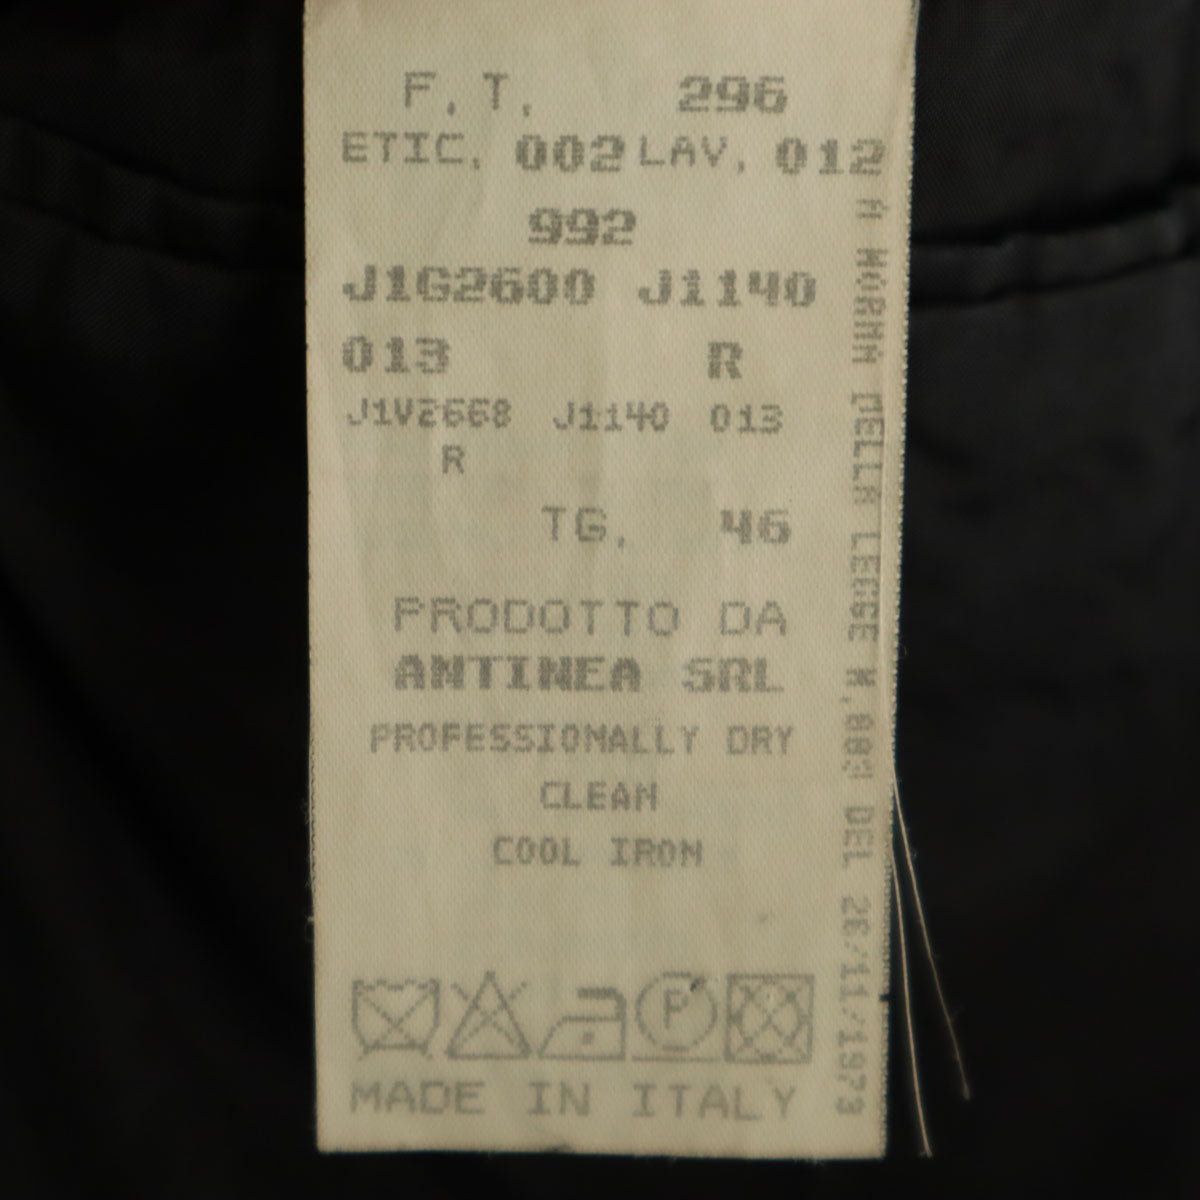 F. T. 296
ETIC. 002 LAV. 012
992
J1G2600 J1140
013 R
J1V2668 J1140 013
R
TG. 46
PRODOTTO DA
ANTINEA SRL
PROFESSIONALLY DRY
CLEAN
COOL IRON
P
MADE IN ITALY
A NORMA DELLA LEGGE N. 883 DEL 26/11/1973